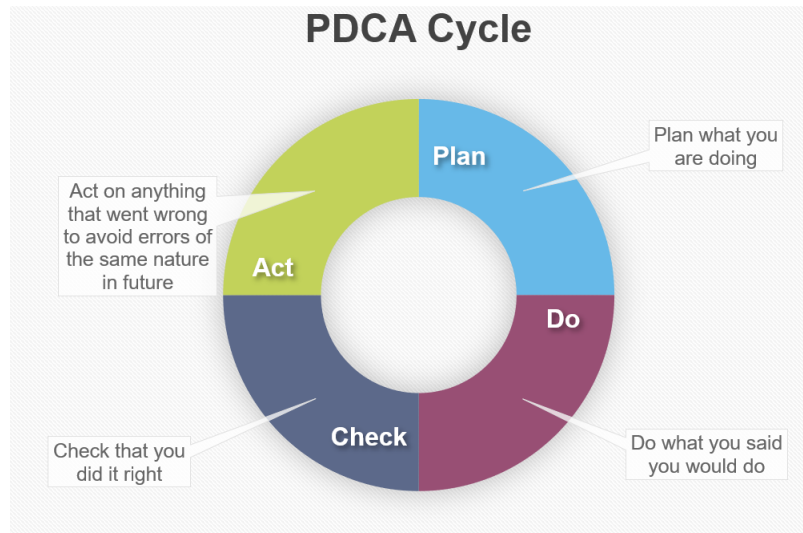 PDCA Cycle
Plan
Plan what you
are doing
Do
Do what you said
you would do
Check
Check that you
did it right
Act
Act on anything
that went wrong
to avoid errors of
the same nature
in future